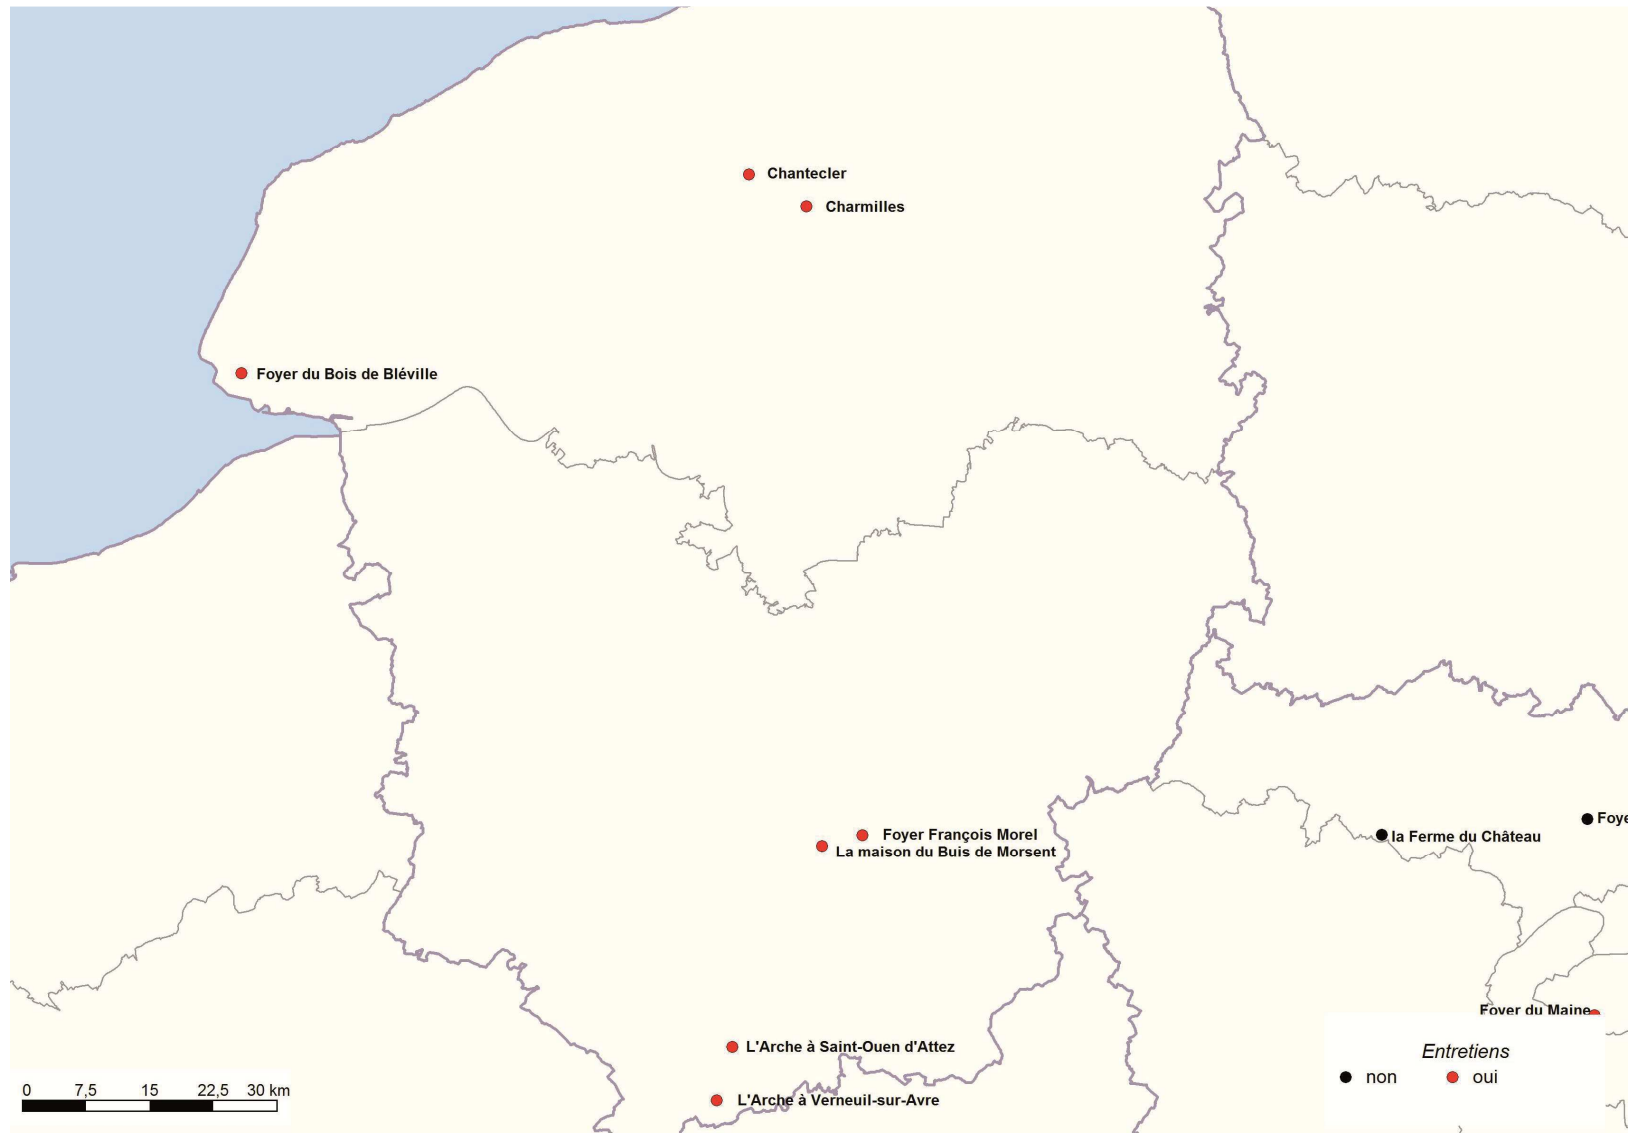 Chantecler
Charmilles
Foyer du Bois de Bléville
Foyer François Morel
La maison du Buis de Morsent
la Ferme du Château
Foye
Foyer du Maine
L'Arche à Saint-Ouen d'Attez
L'Arche à Verneuil-sur-Avre
Entretiens
non oui
0 7,5 15 22,5 30 km